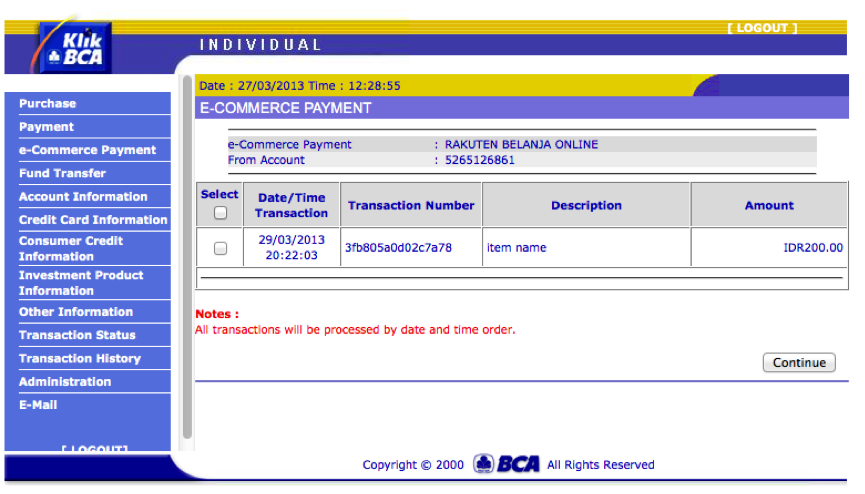 [ LOGOUT ]
Klik
BCA
INDIVIDUAL
Date : 27/03/2013 Time : 12:28:55
E-COMMERCE PAYMENT
Purchase
Payment
e-Commerce Payment
Fund Transfer
Account Information
Credit Card Information
Consumer Credit
Information
Investment Product
Information
Other Information
Transaction Status
Transaction History
Administration
E-Mail
[ LOGOUT]
e-Commerce Payment : RAKUTEN BELANJA ONLINE
From Account : 5265126861
Select Date/Time Transaction Transaction Number Description Amount
29/03/2013 20:22:03 3fb805a0d02c7a78 item name IDR200.00
Notes :
All transactions will be processed by date and time order.
Continue
Copyright © 2000 BCA All Rights Reserved